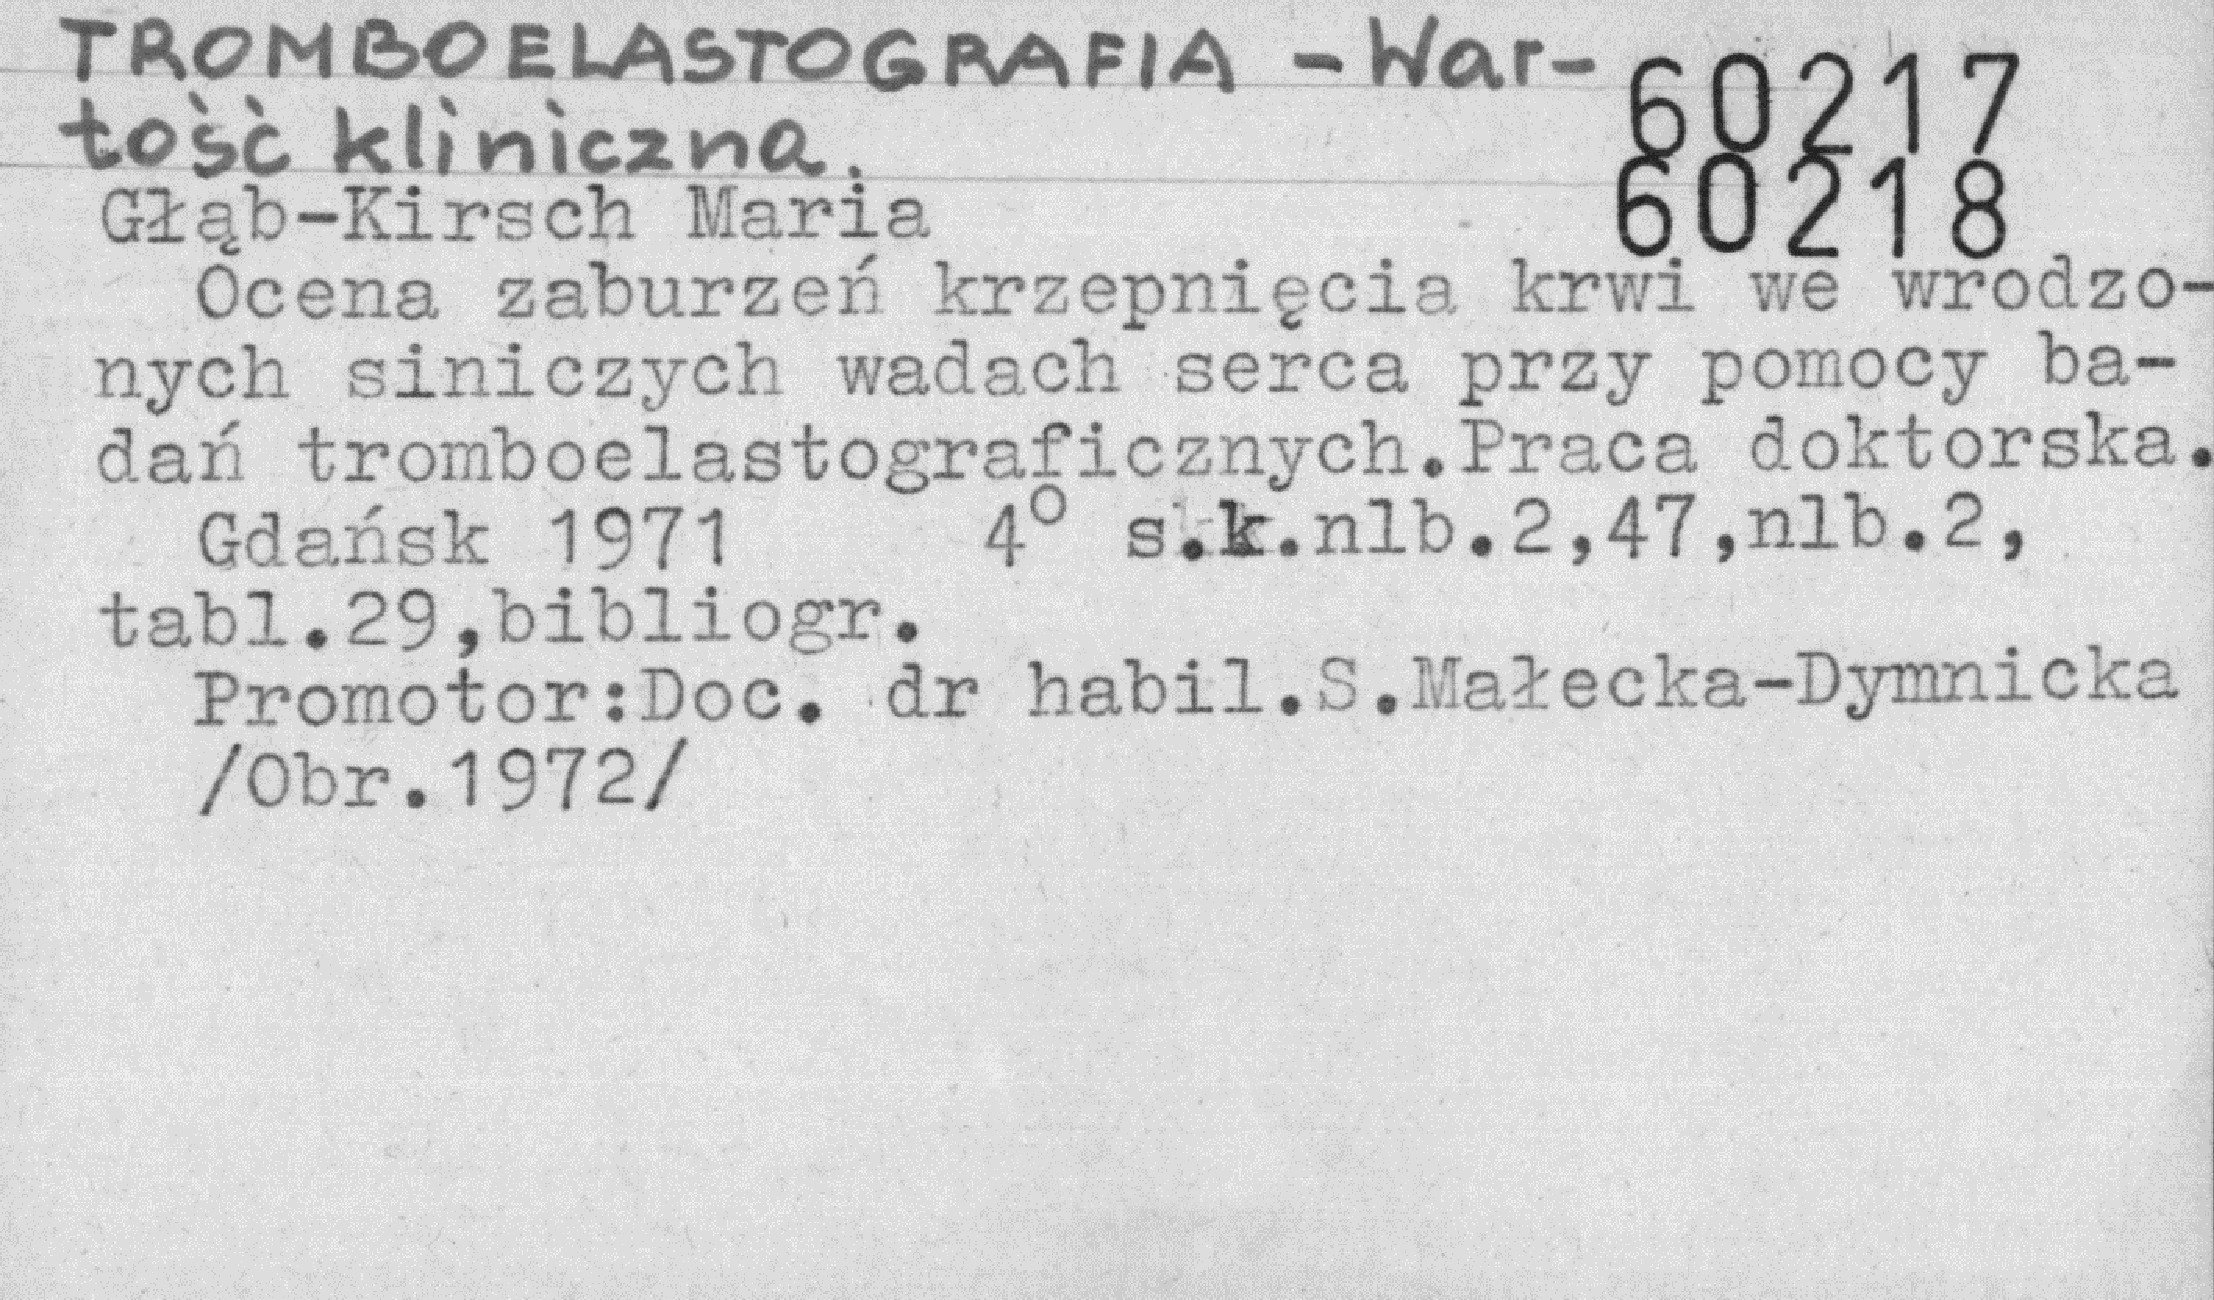 TROMBOELASTOGRAFIA - War-
tość kliniczna.
60217
60218
Głąb-Kirsch Maria
Ocena zaburzeń krzepnięcia krwi we wrodzo-
nych siniczych wadach serca przy pomocy ba-
dań tromboelastograficznych.Praca doktorska.
Gdańsk 1971 4° s.k.nlb.2,47,nlb.2,
tabl.29,bibliogr.
Promotor:Doc. dr habil.S.Małecka-Dymnicka
/Obr.1972/